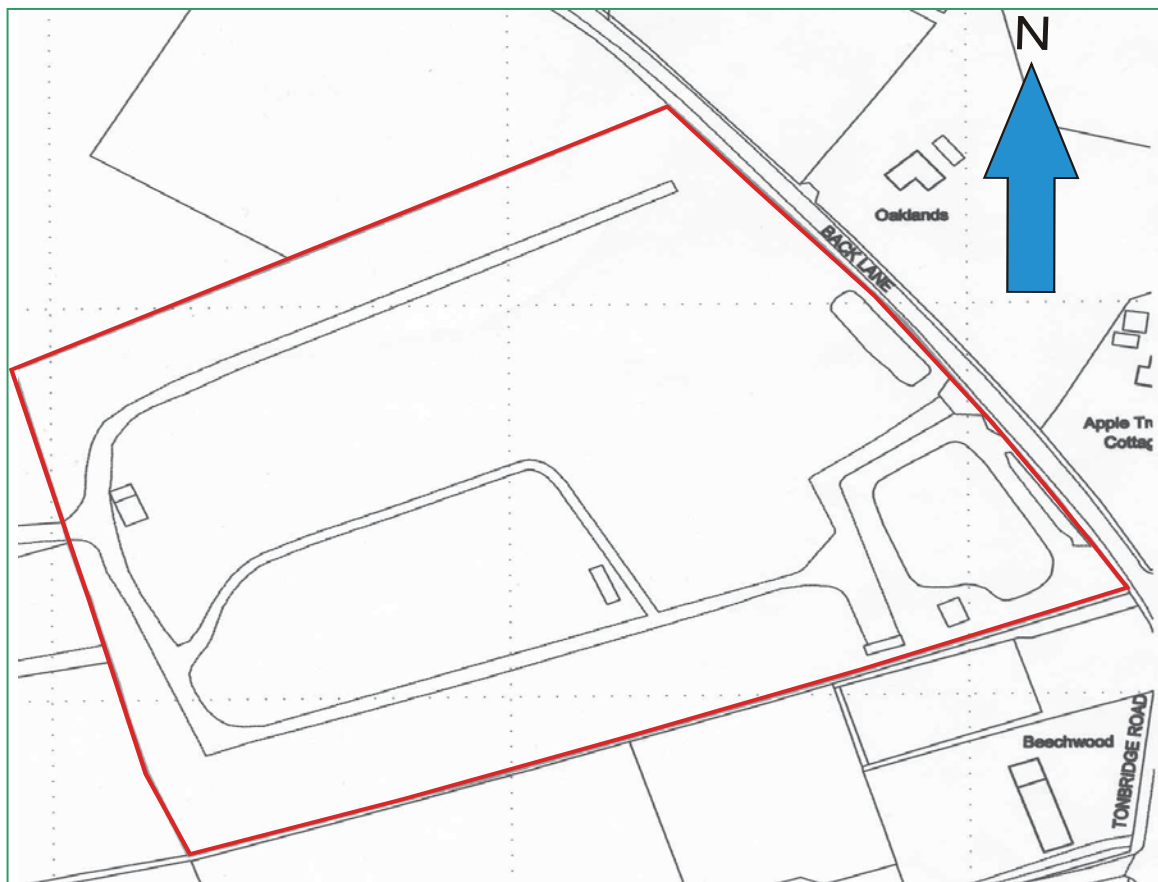 N
Oaklands
BACK LANE
Apple Tr
Cottag
Beechwood
TONBRIDGE ROAD